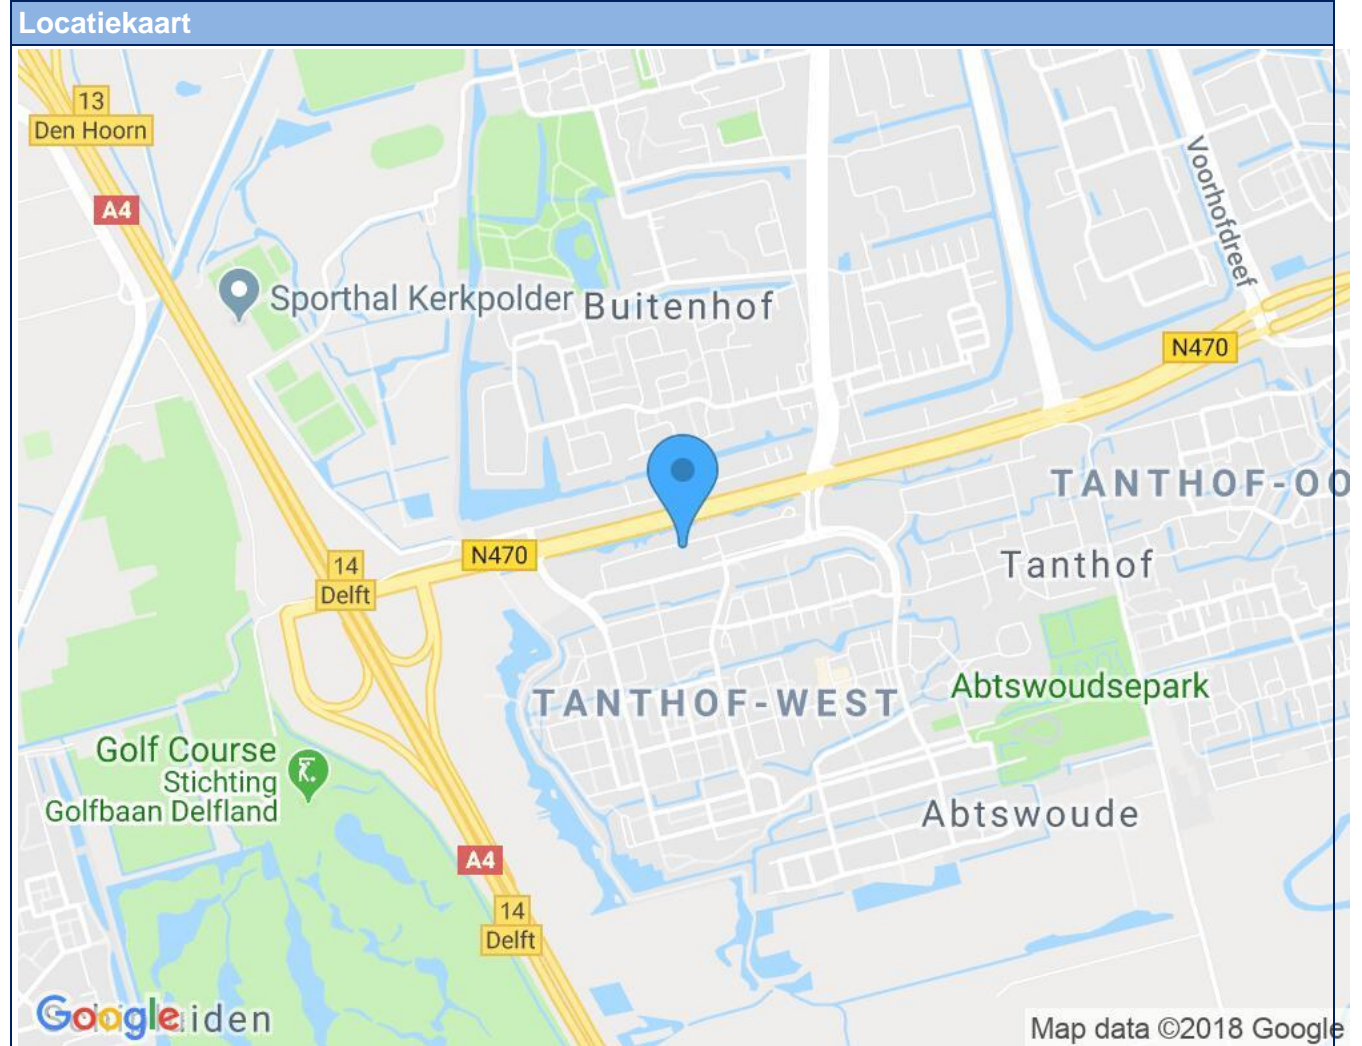 Locatiekaart
13
Den Hoorn
A4
Voorhofdreef
Sporthal Kerkpolder
Buitenhof
N470
TANTHOF-OO
N470
Tanthof
14
Delft
TANTHOF-WEST
Abtswoudsepark
Golf Course
Stichting
Golfbaan Delfland
Abtswoude
A4
14
Delft
Google
iden
Map data ©2018 Google